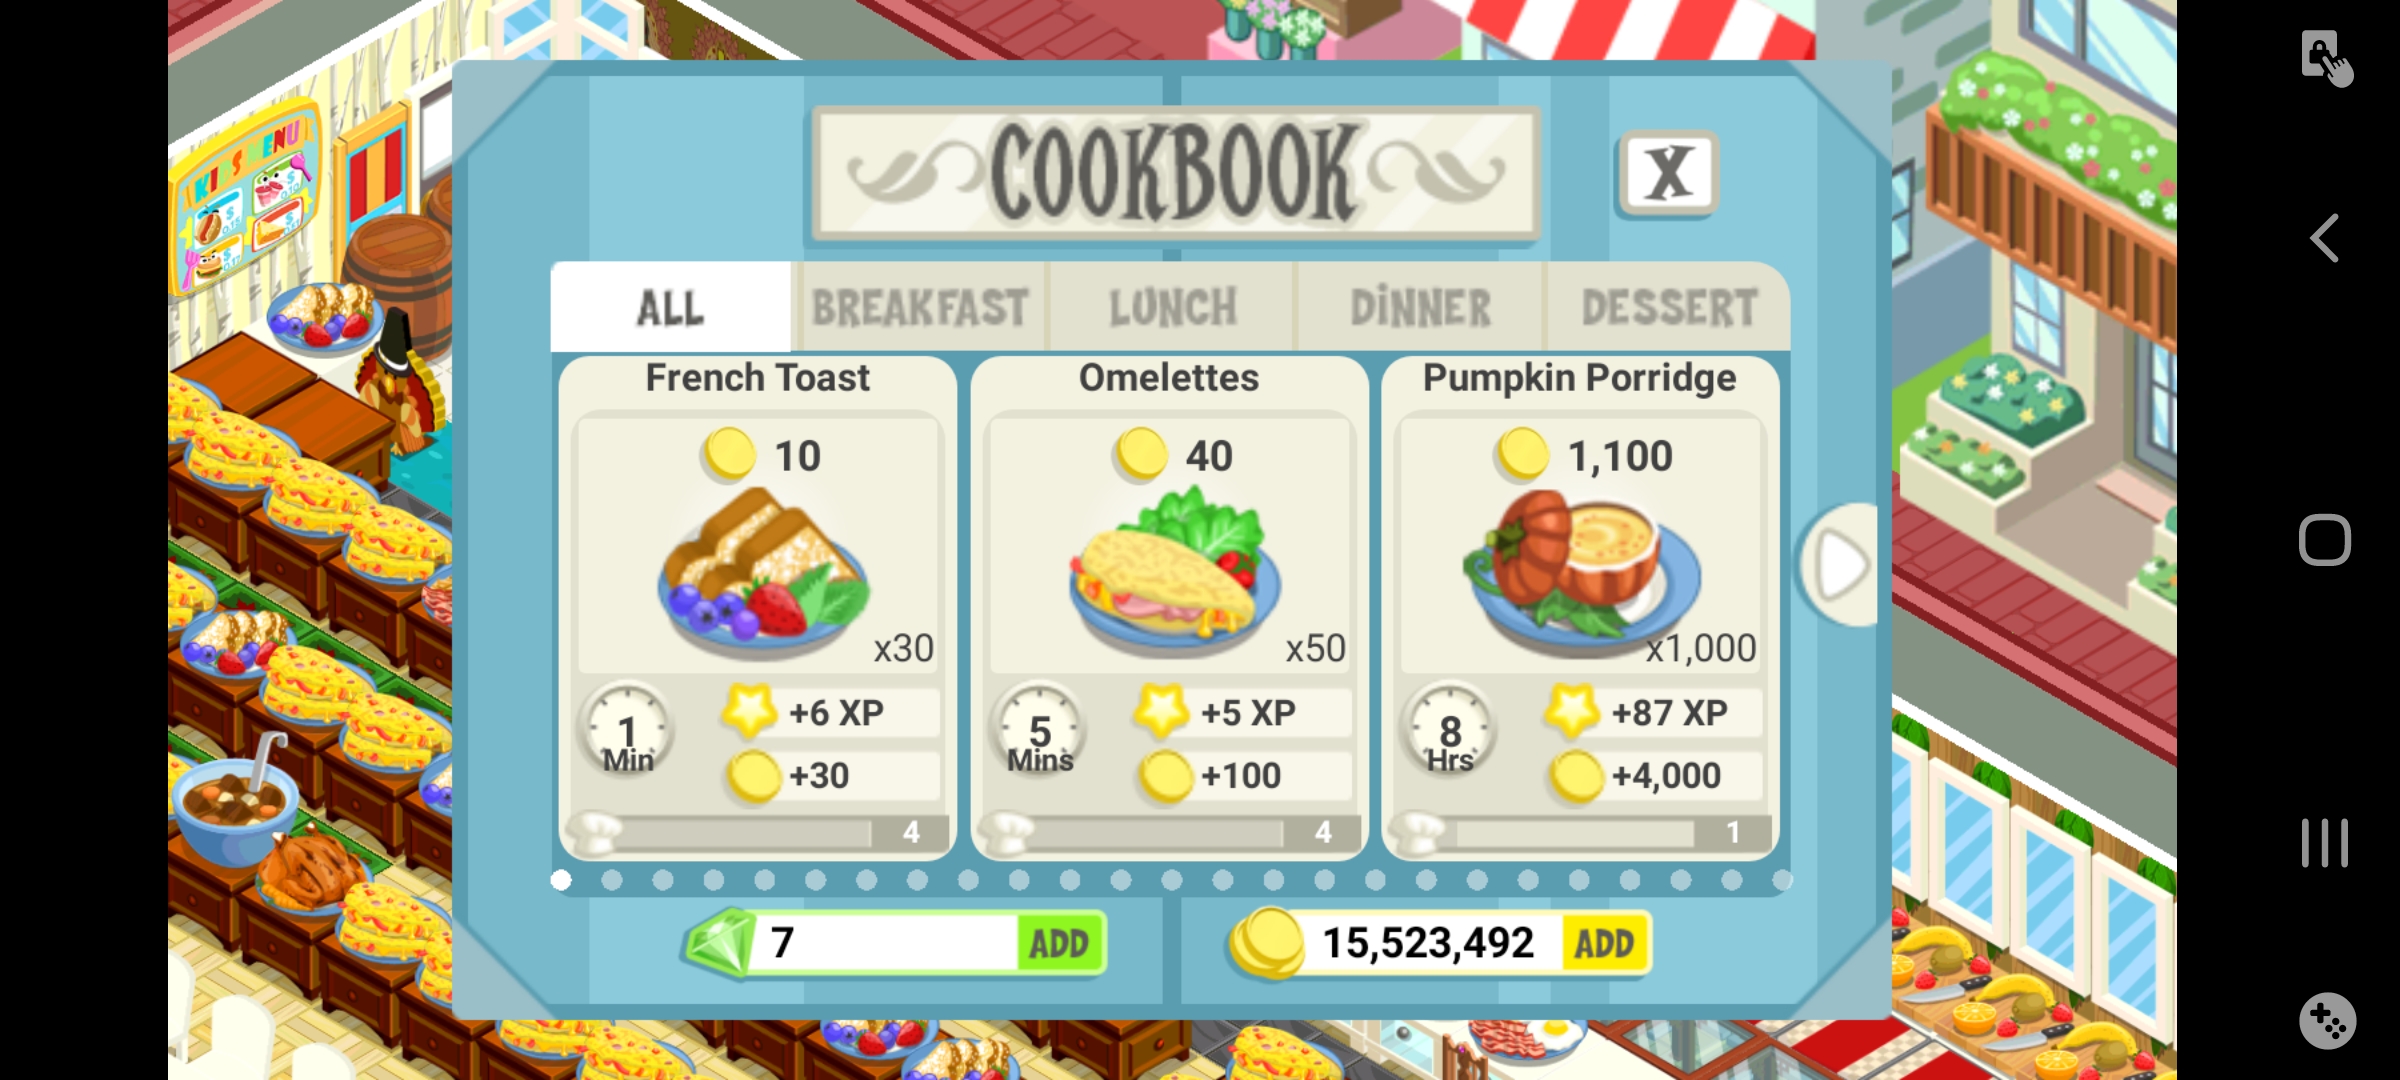 KIDS MENU
COOKBOOK
X
ALL
BREAKFAST
LUNCH
DINNER
DESSERT
French Toast
10
x30
1
Min
+6 XP
+30
4
Omelettes
40
x50
5
Mins
+5 XP
+100
4
Pumpkin Porridge
1,100
x1,000
8
Hrs
+87 XP
+4,000
1
7
ADD
15,523,492
ADD